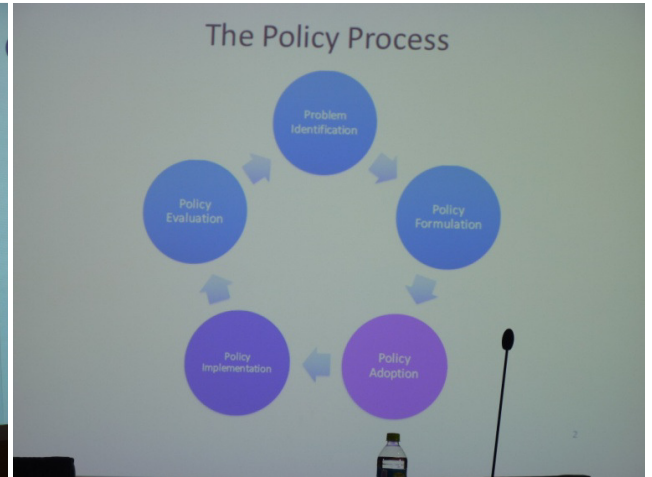 The Policy Process
Problem
Identification
Policy
Formulation
Policy
Adoption
Policy
Implementation
Policy
Evaluation
2